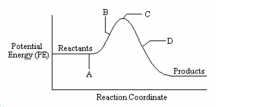 B
C
Potential
Energy (PE)
Reactants
D
A
Products
Reaction Coordinate